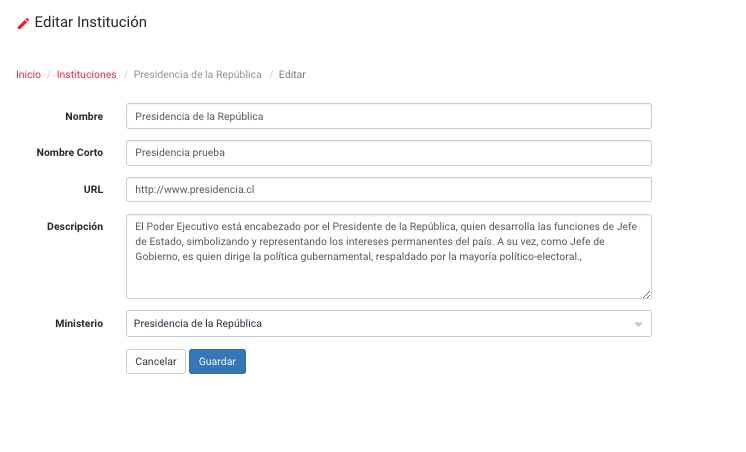 Editar Institución
Inicio / Instituciones / Presidencia de la República / Editar
Nombre Presidencia de la República
Nombre Corto Presidencia prueba
URL http://www.presidencia.cl
Descripción El Poder Ejecutivo está encabezado por el Presidente de la República, quien desarrolla las funciones de Jefe
de Estado, simbolizando y representando los intereses permanentes del país. A su vez, como Jefe de
Gobierno, es quien dirige la política gubernamental, respaldado por la mayoría político-electoral.,
Ministerio Presidencia de la República
Cancelar Guardar